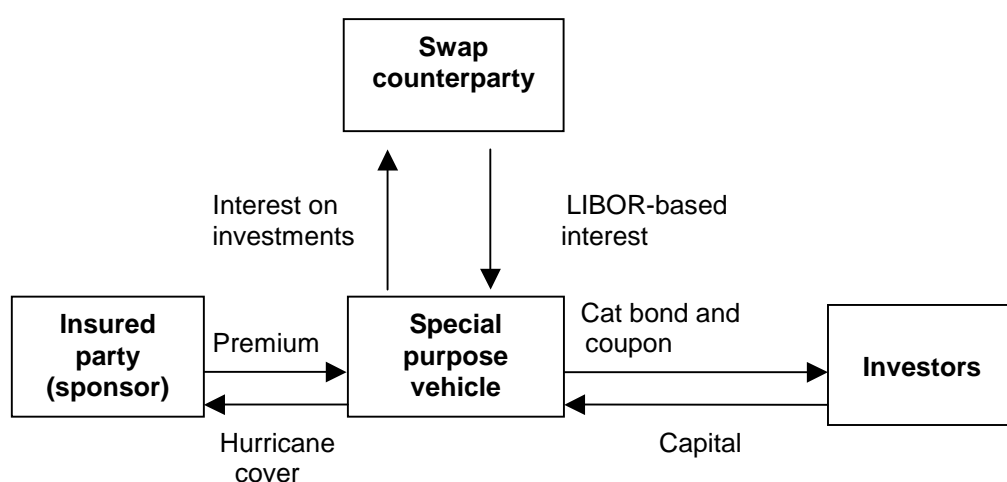 Swap
counterparty
Interest on
investments
LIBOR-based
interest
Insured
party
(sponsor)
Premium
Hurricane
cover
Special
purpose
vehicle
Cat bond and
coupon
Capital
Investors